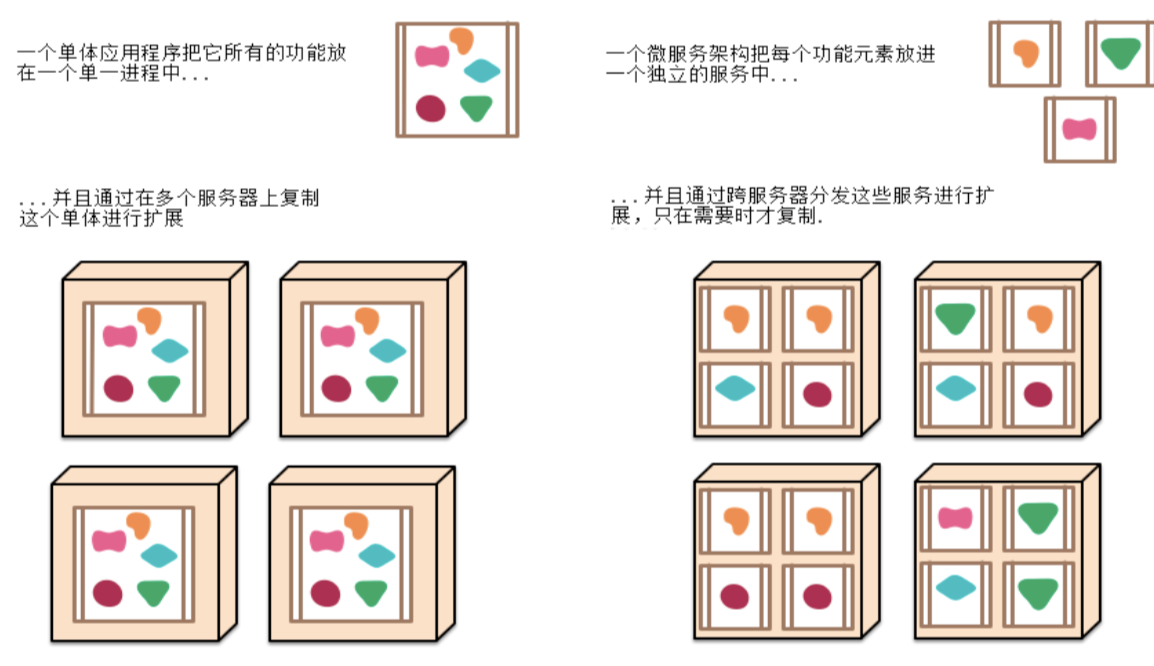 一个单体应用程序把它所有的功能放
在一个单一进程中...
一个微服务架构把每个功能元素放进
一个独立的服务中...
...并且通过在多个服务器上复制
这个单体进行扩展
...并且通过跨服务器分发这些服务进行扩
展，只在需要时才复制.